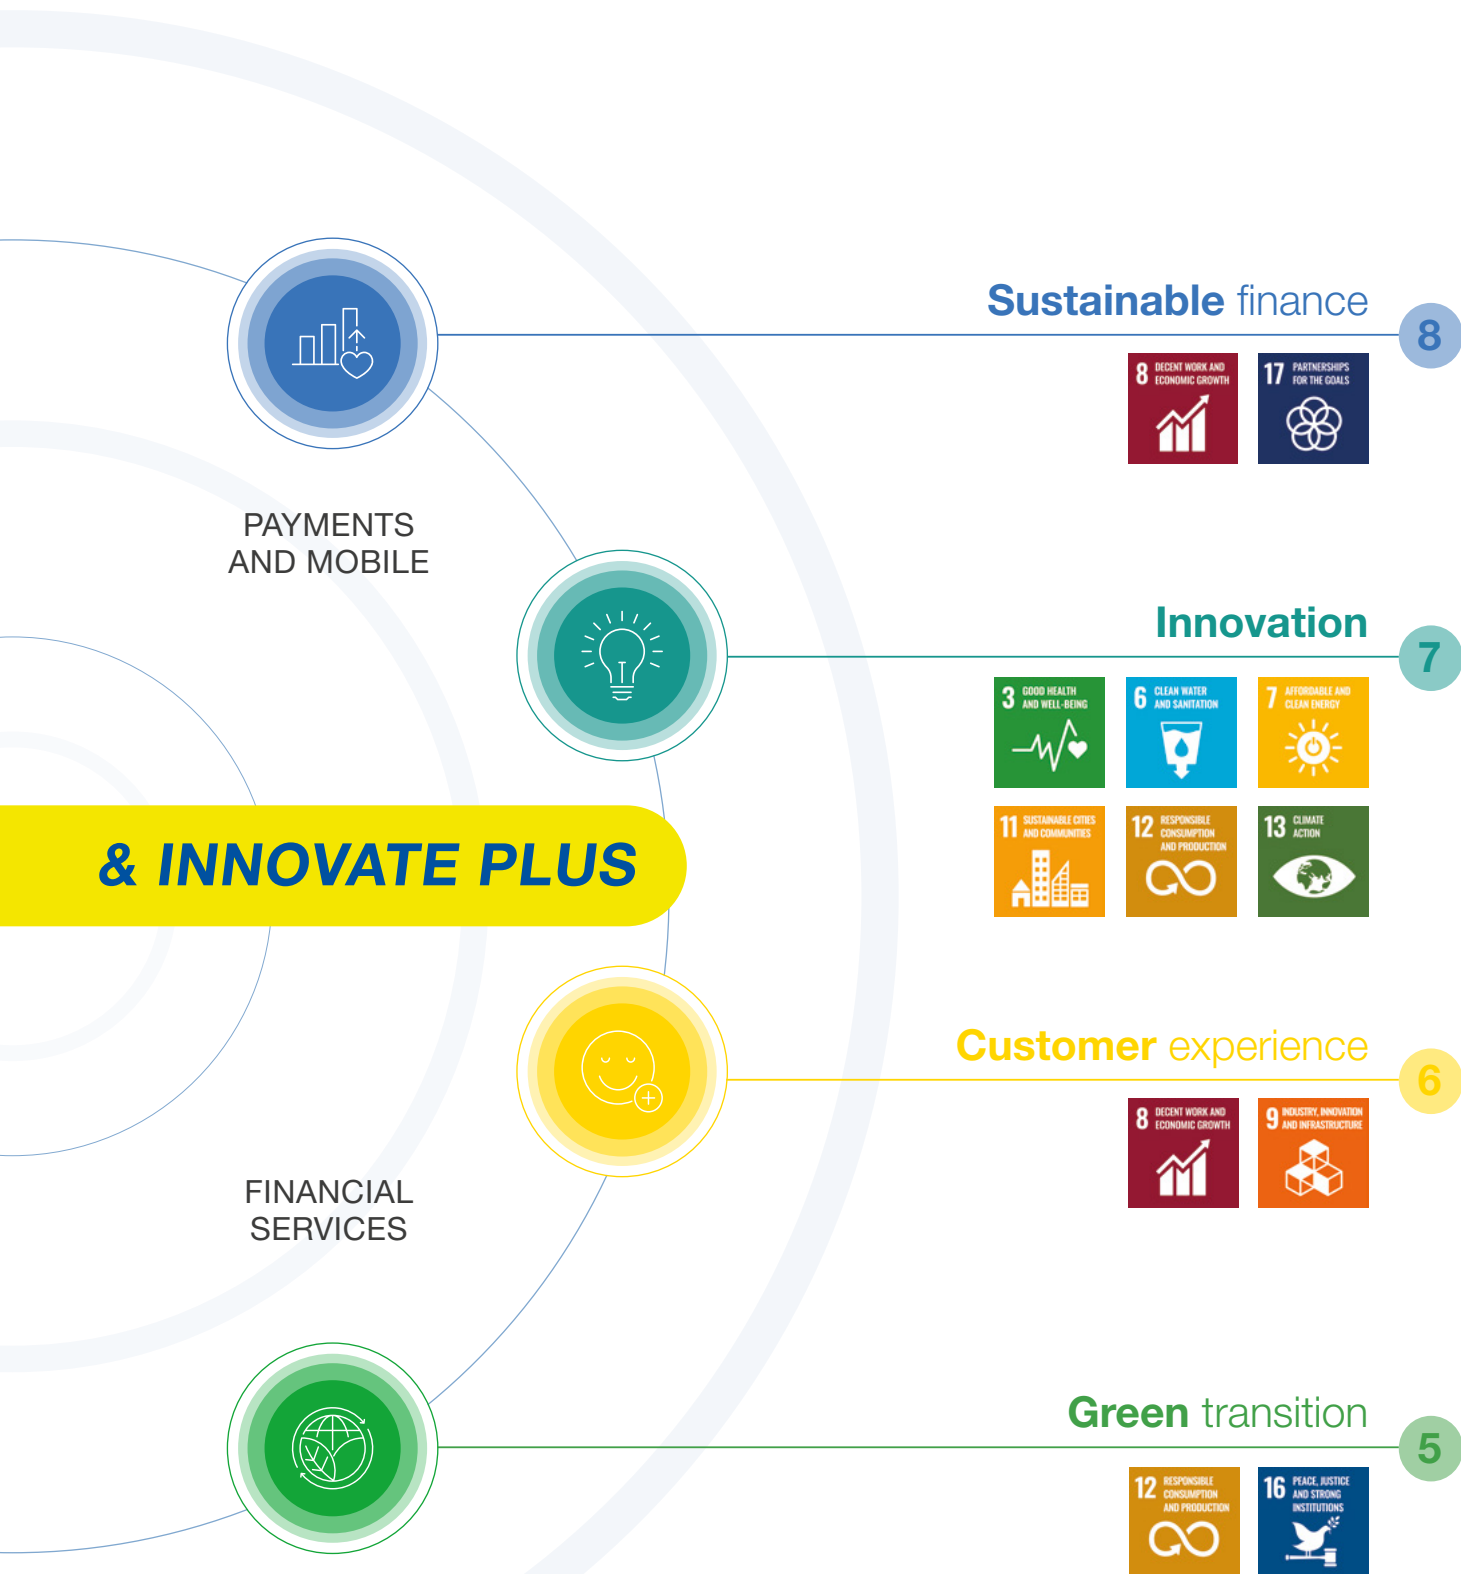 Sustainable finance
8
8 DECENT WORK AND
ECONOMIC GROWTH
17 PARTNERSHIPS
FOR THE GOALS
PAYMENTS
AND MOBILE
Innovation
7
3 GOOD HEALTH
AND WELL-BEING
6 CLEAN WATER
AND SANITATION
7 AFFORDABLE AND
CLEAN ENERGY
11 SUSTAINABLE CITIES
AND COMMUNITIES
12 RESPONSIBLE
CONSUMPTION
AND PRODUCTION
13 CLIMATE
ACTION
& INNOVATE PLUS
Customer experience
6
8 DECENT WORK AND
ECONOMIC GROWTH
9 INDUSTRY, INNOVATION
AND INFRASTRUCTURE
FINANCIAL
SERVICES
Green transition
5
12 RESPONSIBLE
CONSUMPTION
AND PRODUCTION
16 PEACE, JUSTICE
AND STRONG
INSTITUTIONS